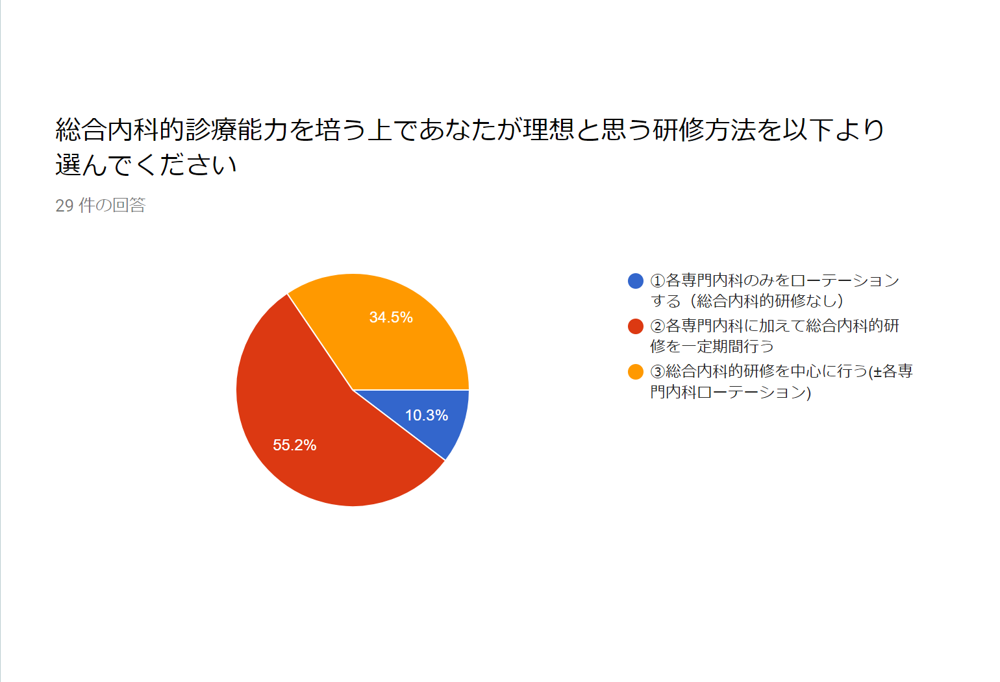 総合内科的診療能力を培う上であなたが理想と思う研修方法を以下より
選んでください
29 件の回答
①各専門内科のみをローテーション
する（総合内科的研修なし）
②各専門内科に加えて総合内科的研
修を一定期間行う
③総合内科的研修を中心に行う(±各専
門内科ローテーション)
34.5%
10.3%
55.2%